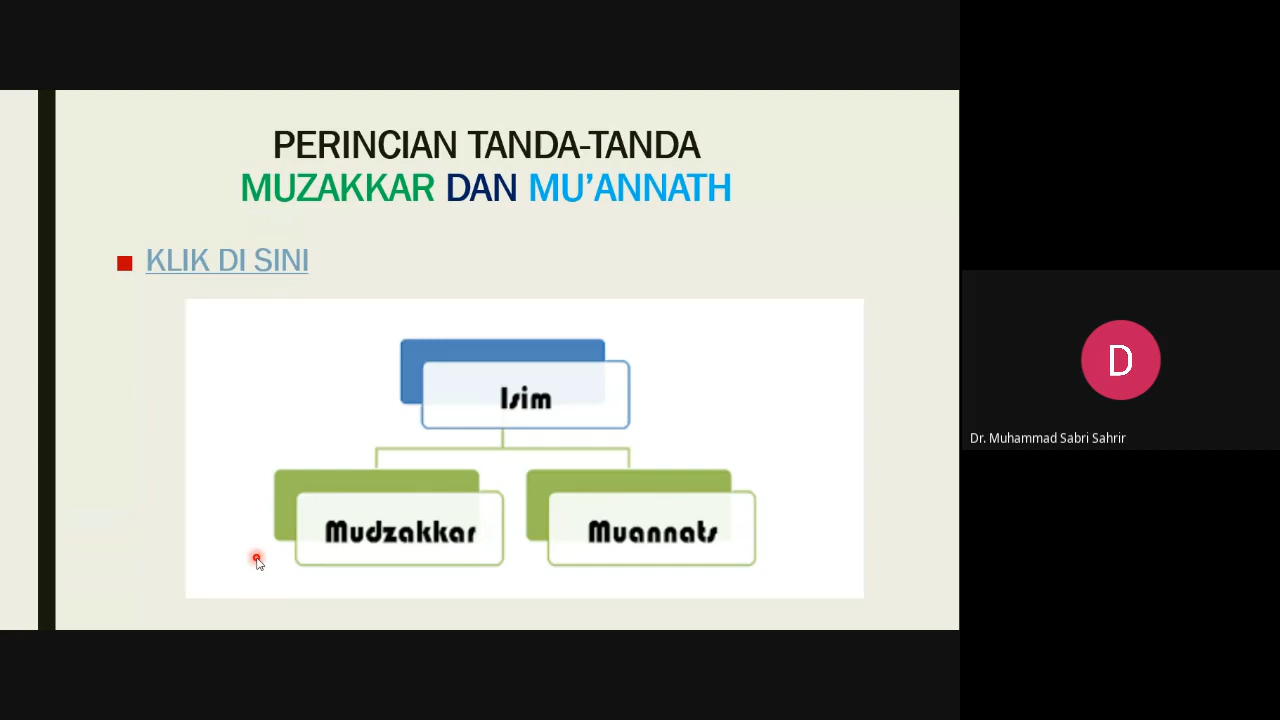 PERINCIAN TANDA-TANDA
MUZAKKAR DAN MU’ANNATH
KLIK DI SINI
Isim
Mudzakkar
Muannats
D
Dr. Muhammad Sabri Sahrir